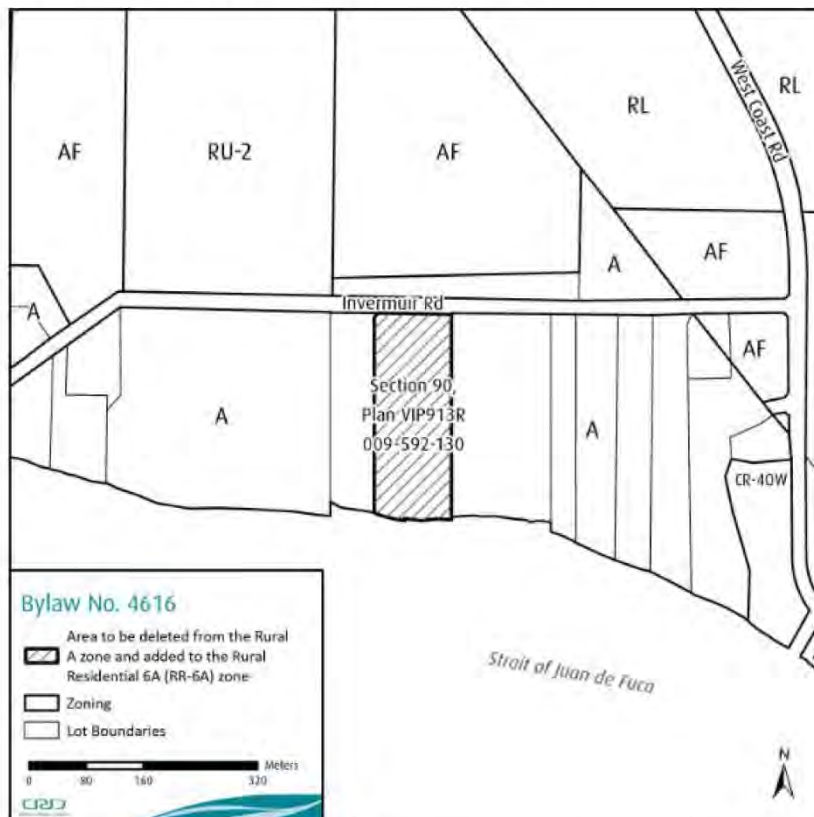 RL
RL
West Coast Rd
AF
RU-2
AF
A
AF
A
Invermuir Rd
AF
Section 90,
Plan VIP913R
009-592-130
A
A
CR-40W
Bylaw No. 4616
Area to be deleted from the Rural
A zone and added to the Rural
Residential 6A (RR-6A) zone
Zoning
Lot Boundaries
Meters
0 80 160 320
CRD
Strait of Juan de Fuca
N